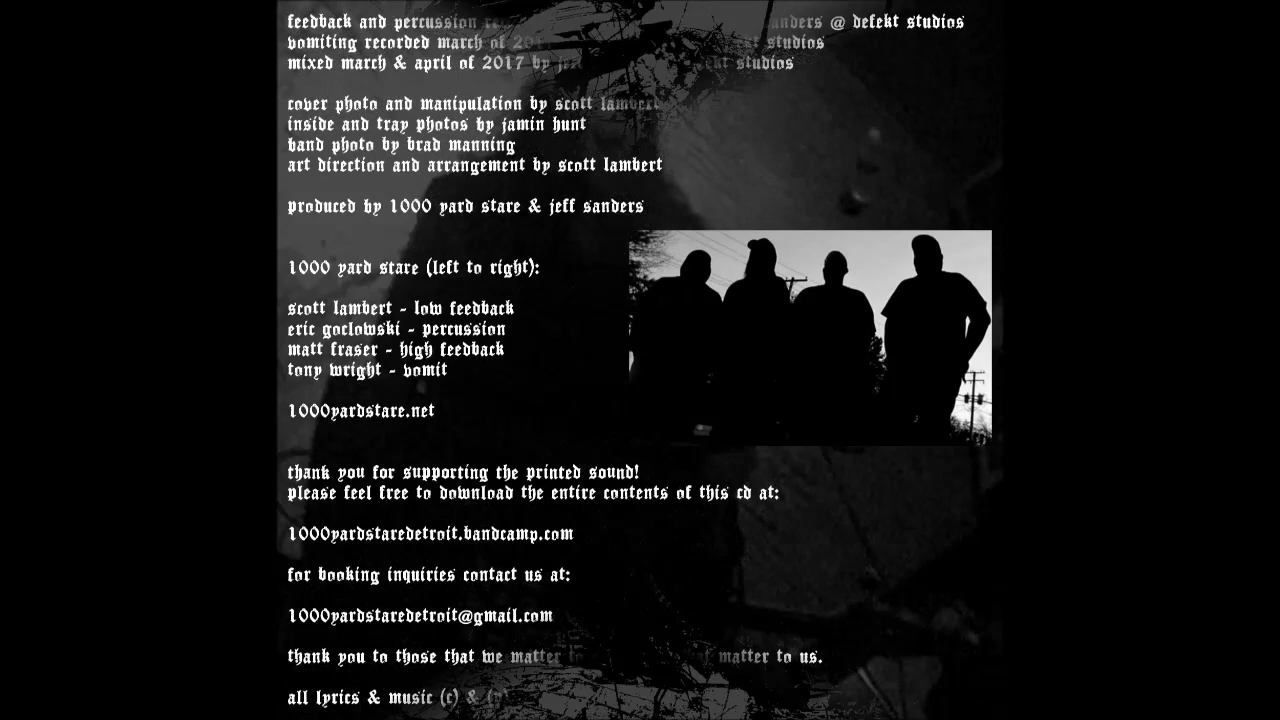 feedback and percussion @ defekt studios
vomiting recorded march of studios
mixed march & april of 2017 by studios
cover photo and manipulation by scott lambert
inside and tray photos by jamin hunt
band photo by brad manning
art direction and arrangement by scott lambert
produced by 1000 yard stare & jeff sanders
1000 yard stare (left to right):
scott lambert - low feedback
eric goclowski - percussion
matt fraser - high feedback
tony wright - vomit
1000yardstare.net
thank you for supporting the printed sound!
please feel free to download the entire contents of this cd at:
1000yardstaredetroit.bandcamp.com
for booking inquiries contact us at:
1000yardstaredetroit@gmail.com
thank you to those that we matter matter to us.
all lyrics & music (c) &